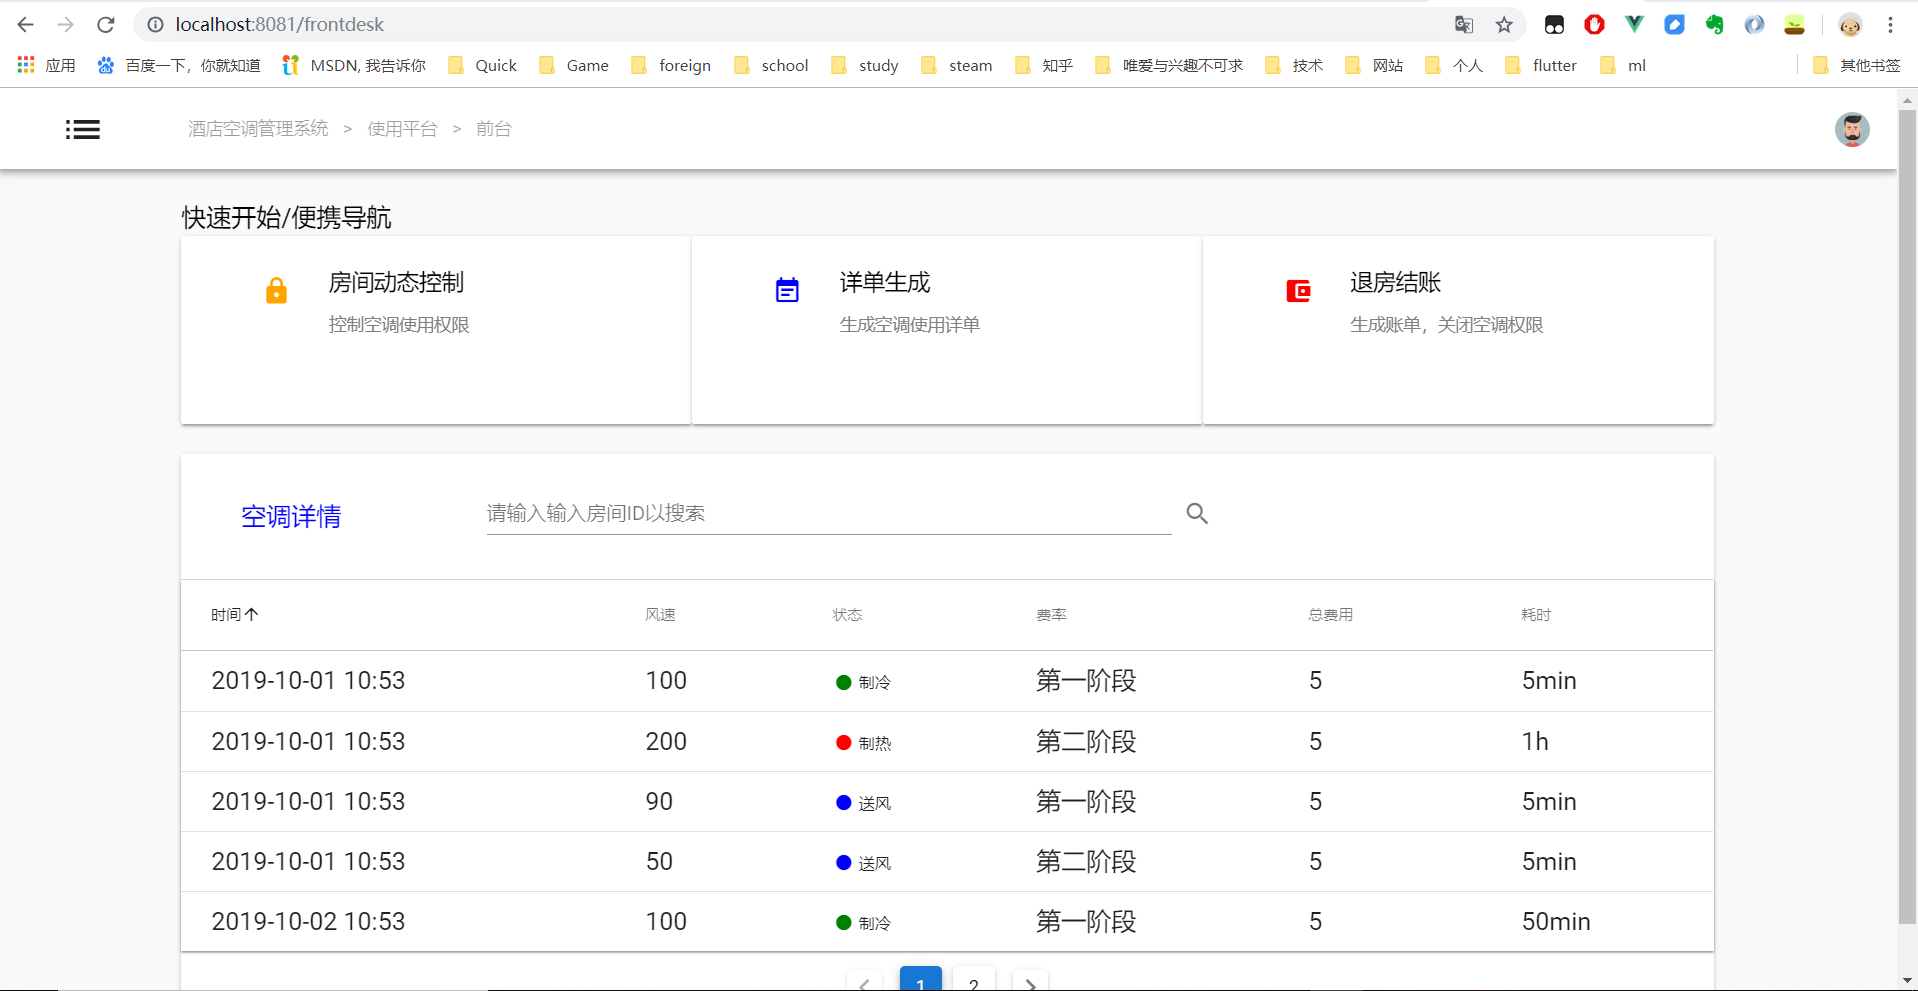 localhost:8081/frontdesk
应用 百度一下，你就知道 MSDN, 我告诉你 Quick Game foreign school study steam 知乎 唯爱与兴趣不可求 技术 网站 个人 flutter ml 其他书签
酒店空调管理系统 > 使用平台 > 前台
快速开始/便携导航
房间动态控制 详单生成 退房结账
控制空调使用权限 生成空调使用详单 生成账单，关闭空调权限
空调详情 请输入输入房间ID以搜索
时间 风速 状态 费率 总费用 耗时
2019-10-01 10:53 100 制冷 第一阶段 5 5min
2019-10-01 10:53 200 制热 第二阶段 5 1h
2019-10-01 10:53 90 送风 第一阶段 5 5min
2019-10-01 10:53 50 送风 第二阶段 5 5min
2019-10-02 10:53 100 制冷 第一阶段 5 50min
1 2